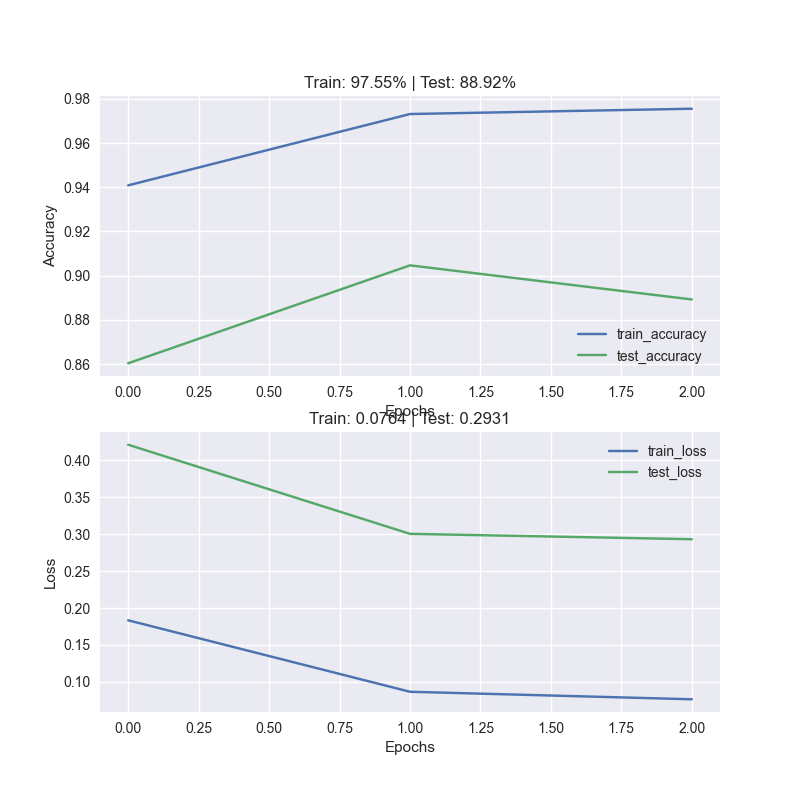 Train: 97.55% | Test: 88.92%
0.98
0.96
0.94
0.92
0.90
0.88
0.86
Accuracy
train_accuracy
test_accuracy
0.00 0.25 0.50 0.75 1.00 1.25 1.50 1.75 2.00
Epochs
Train: 0.0764 | Test: 0.2931
0.40
0.35
0.30
0.25
0.20
0.15
0.10
Loss
train_loss
test_loss
0.00 0.25 0.50 0.75 1.00 1.25 1.50 1.75 2.00
Epochs